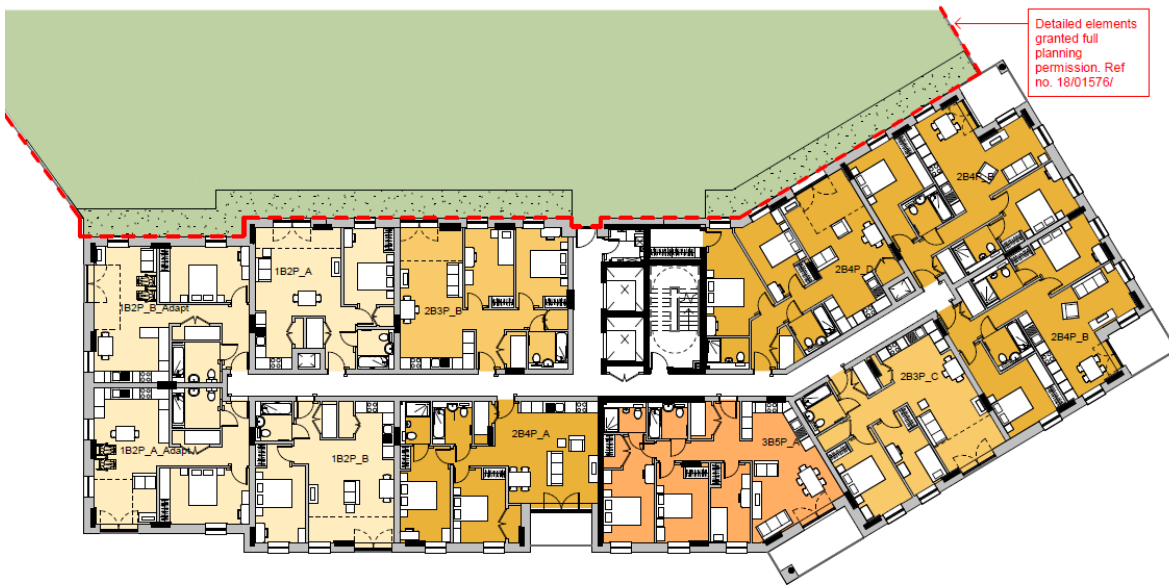 Detailed elements
granted full
planning
permission. Ref
no. 18/01576/
2B4P_B
1B2P_A
2B4P_D
1B2P_B_Adapt
2B3P_B
2B4P_B
2B3P_C
1B2P_A_Adapt
2B4P_A
3B5P_A
1B2P_B